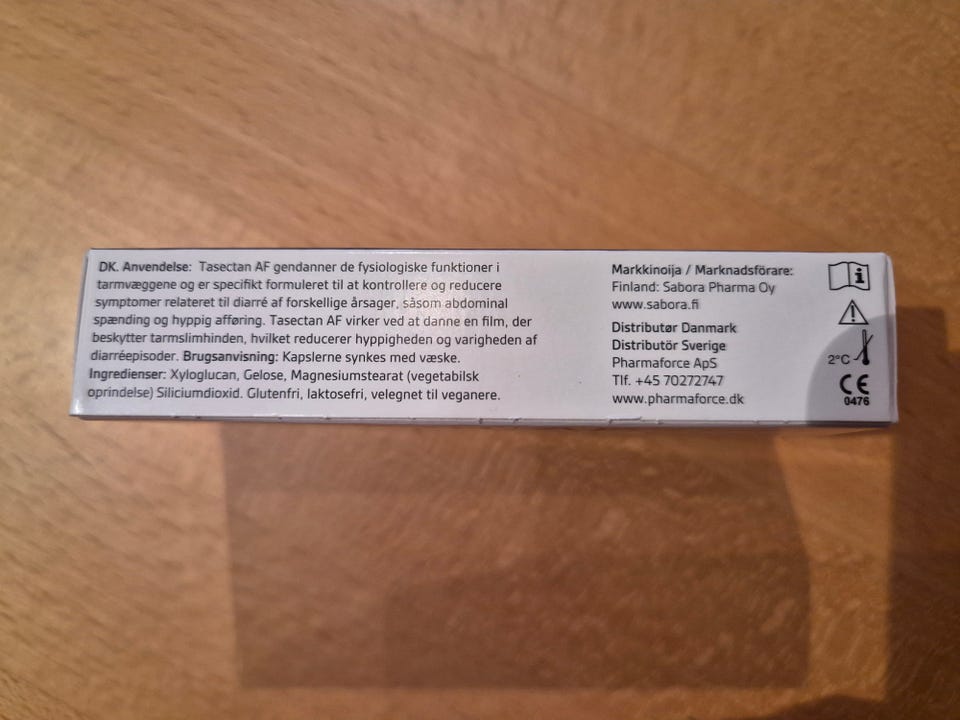 DK. Anvendelse: Tasectan AF gendanner de fysiologiske funktioner i
tarmvæggene og er specifikt formuleret til at kontrollere og reducere
symptomer relateret til diarré af forskellige årsager, såsom abdominal
spænding og hyppig afføring. Tasectan AF virker ved at danne en film, der
beskytter tarmslimhinden, hvilket reducerer hyppigheden og varigheden af
diarréepisoder. Brugsanvisning: Kapslerne synkes med væske.
Ingredienser: Xyloglucan, Gelose, Magnesiumstearat (vegetabilsk
oprindelse) Siliciumdioxid. Glutenfri, laktosefri, velegnet til veganere.
Markkinoija / Marknadsförare:
Finland: Sabora Pharma Oy
www.sabora.fi
Distributør Danmark
Distributör Sverige
Pharmaforce ApS
Tlf. +45 70272747
www.pharmaforce.dk
2°C
CE
0476